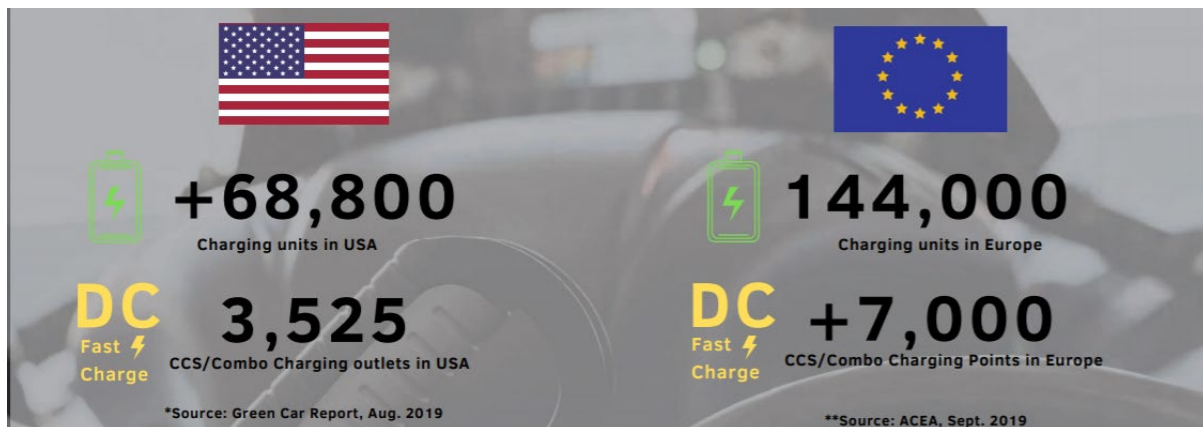 +68,800
Charging units in USA
DC
Fast
Charge
3,525
CCS/Combo Charging outlets in USA
*Source: Green Car Report, Aug. 2019
144,000
Charging units in Europe
DC
Fast
Charge
+7,000
CCS/Combo Charging Points in Europe
**Source: ACEA, Sept. 2019